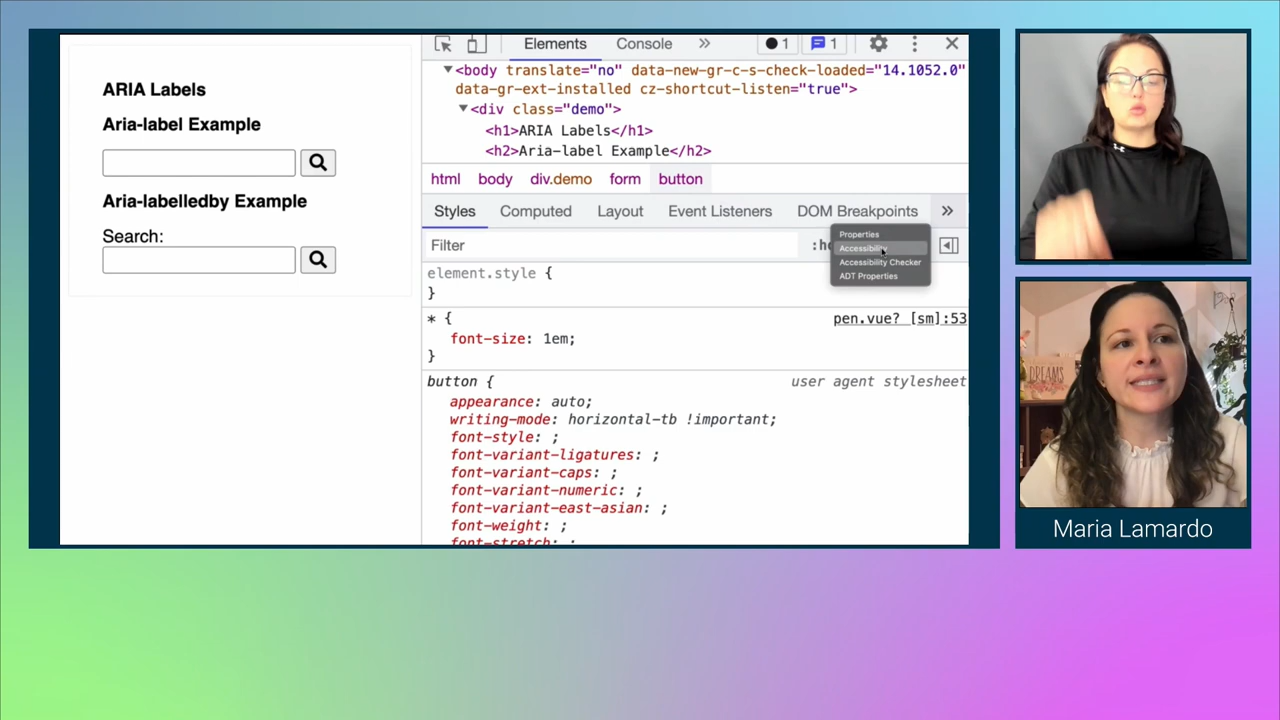 ARIA Labels
Aria-label Example
Aria-labelledby Example
Search:
Elements
Console
1
1
<body translate="no" data-new-gr-c-s-check-loaded="14.1052.0"
data-gr-ext-installed cz-shortcut-listen="true">
<div class="demo">
<h1>ARIA Labels</h1>
<h2>Aria-label Example</h2>
html body div.demo form button
Styles Computed Layout Event Listeners DOM Breakpoints
Properties
Accessibility
Accessibility Checker
ADT Properties
Filter
element.style {
}
* {
pen.vue? [sm]:53
font-size: 1em;
}
button {
user agent stylesheet
appearance: auto;
writing-mode: horizontal-tb !important;
font-style: ;
font-variant-ligatures: ;
font-variant-caps: ;
font-variant-numeric: ;
font-variant-east-asian: ;
font-weight: ;
font-stretch: ;
DREAMS
Maria Lamardo